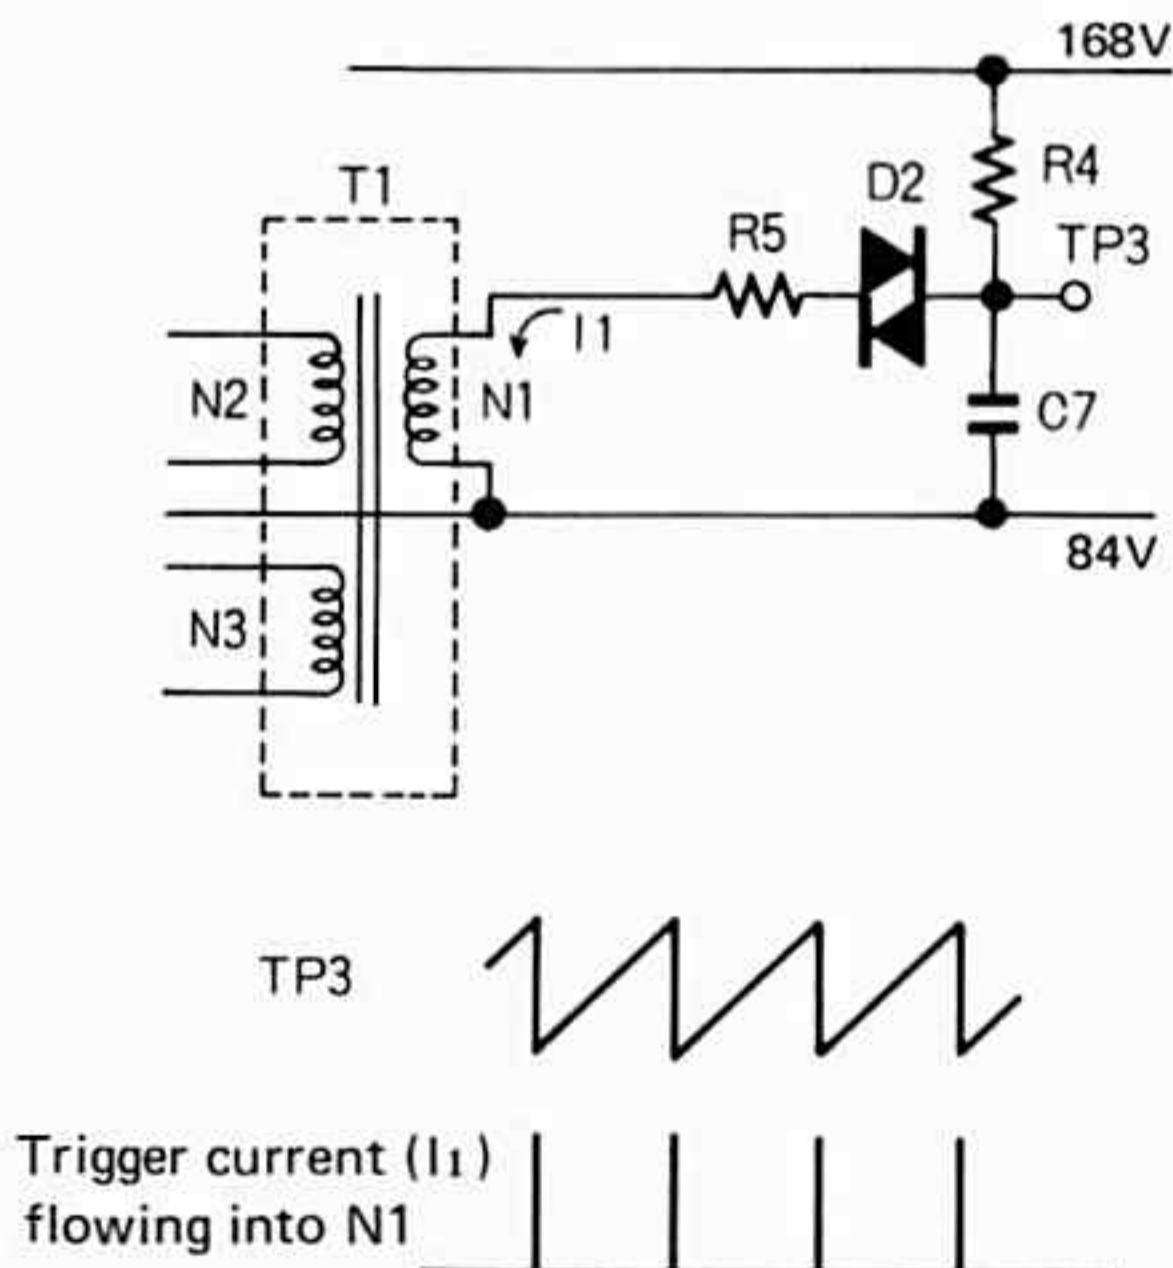 168V
T1
R4
D2
R5
TP3
I1
N2
N1
C7
84V
N3
TP3
Trigger current (I1)
flowing into N1